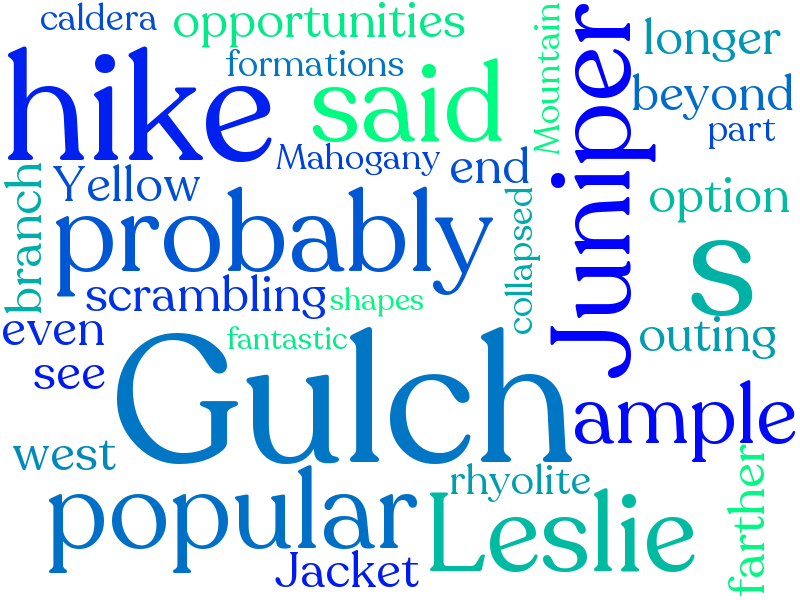 caldera
opportunities
formations
longer
hike
said
Mountain
Juniper
beyond
part
Mahogany
end
Yellow
branch
probably
collapsed
option
s
scrambling
shapes
even
fantastic
outing
see
Gulch
ample
west
rhyolite
popular
Leslie
farther
Jacket